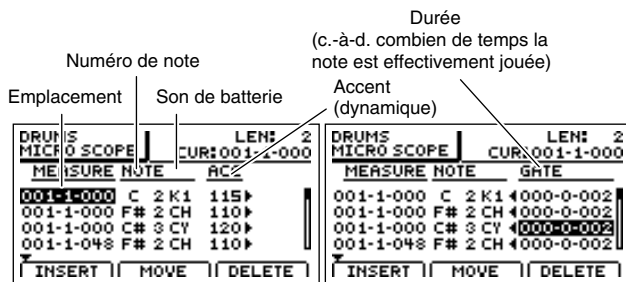 Durée
(c.-à-d. combien de temps la
note est effectivement jouée)
Numéro de note
Accent
(dynamique)
Emplacement
Son de batterie
DRUMS
MICRO SCOPE
LEN: 2
CUR:001-1-000
MEASURE NOTE ACC
001-1-000 C 2 K1 115
001-1-000 F# 2 CH 110
001-1-000 C# 3 CY 120
001-1-048 F# 2 CH 110
INSERT MOVE DELETE
DRUMS
MICRO SCOPE
LEN: 2
CUR:001-1-000
MEASURE NOTE GATE
001-1-000 C 2 K1 000-0-002
001-1-000 F# 2 CH 000-0-002
001-1-000 C# 3 CY 000-0-002
001-1-048 F# 2 CH 000-0-002
INSERT MOVE DELETE